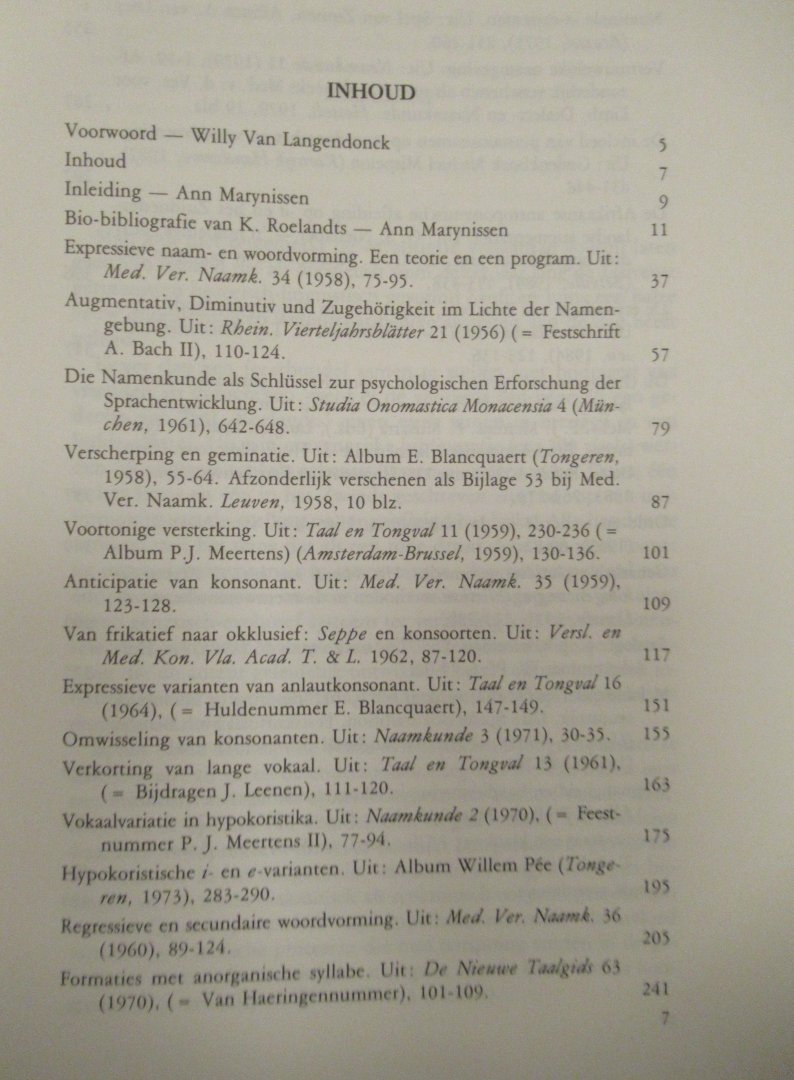 INHOUD
Voorwoord — Willy Van Langendonck 5
Inhoud 7
Inleiding — Ann Marynissen 9
Bio-bibliografie van K. Roelandts — Ann Marynissen 11
Expressieve naam- en woordvorming. Een teorie en een program. Uit:
Med. Ver. Naamk. 34 (1958), 75-95. 37
Augmentativ, Diminutiv und Zugehörigkeit im Lichte der Namen-
gebung. Uit: Rhein. Vierteljahrsblätter 21 (1956) (= Festschrift
A. Bach II), 110-124. 57
Die Namenkunde als Schlüssel zur psychologischen Erforschung der
Sprachentwicklung. Uit: Studia Onomastica Monacensia 4 (Mün-
chen, 1961), 642-648. 79
Verscherping en geminatie. Uit: Album E. Blancquaert (Tongeren,
1958), 55-64. Afzonderlijk verschenen als Bijlage 53 bij Med.
Ver. Naamk. Leuven, 1958, 10 blz. 87
Voortonige versterking. Uit: Taal en Tongval 11 (1959), 230-236 (=
Album P.J. Meertens) (Amsterdam-Brussel, 1959), 130-136. 101
Anticipatie van konsonant. Uit: Med. Ver. Naamk. 35 (1959),
123-128. 109
Van frikatief naar okklusief: Seppe en konsoorten. Uit: Versl. en
Med. Kon. Vla. Acad. T. & L. 1962, 87-120. 117
Expressieve varianten van anlautkonsonant. Uit: Taal en Tongval 16
(1964), (= Huldenummer E. Blancquaert), 147-149. 151
Omwisseling van konsonanten. Uit: Naamkunde 3 (1971), 30-35. 155
Verkorting van lange vokaal. Uit: Taal en Tongval 13 (1961),
(= Bijdragen J. Leenen), 111-120. 163
Vokaalvariatie in hypokoristika. Uit: Naamkunde 2 (1970), (= Feest-
nummer P. J. Meertens II), 77-94. 175
Hypokoristische i- en e-varianten. Uit: Album Willem Pée (Tonge-
ren, 1973), 283-290. 195
Regressieve en secundaire woordvorming. Uit: Med. Ver. Naamk. 36
(1960), 89-124. 205
Formaties met anorganische syllabe. Uit: De Nieuwe Taalgids 63
(1970), (= Van Haeringennummer), 101-109. 241
7